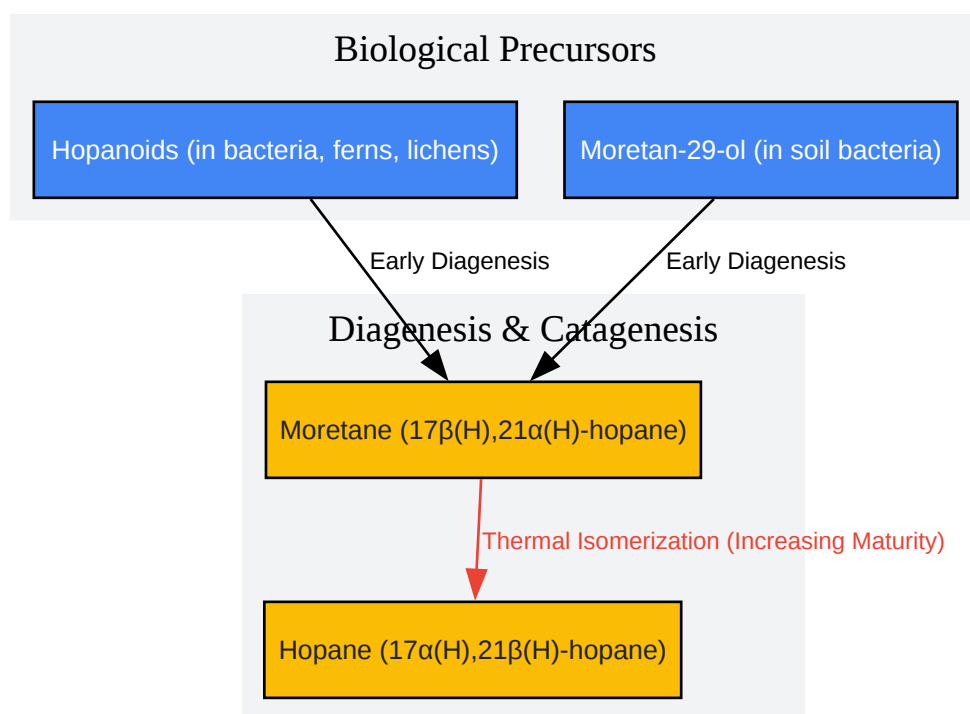 Biological Precursors
Hopanoids (in bacteria, ferns, lichens)
Moretan-29-ol (in soil bacteria)
Early Diagenesis
Early Diagenesis
Diagenesis & Catagenesis
Moretane (17β(H),21α(H)-hopane)
Thermal Isomerization (Increasing Maturity)
Hopane (17α(H),21β(H)-hopane)